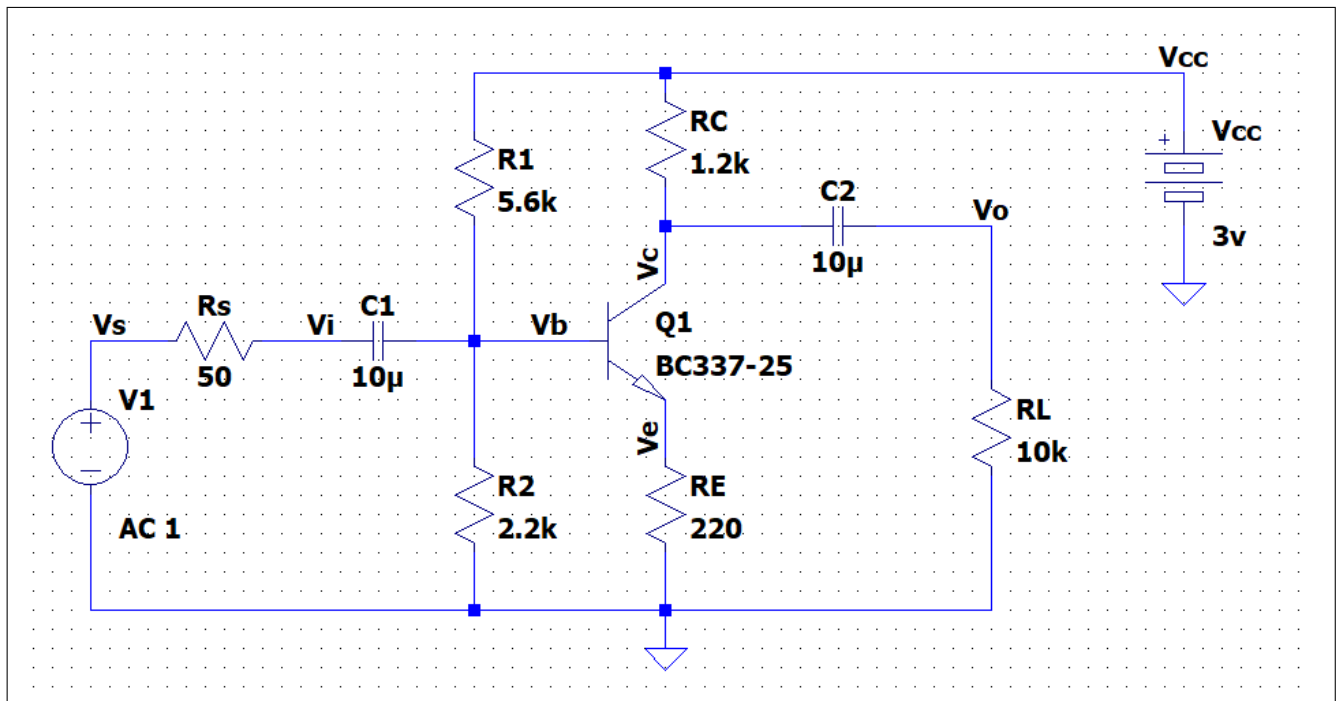 Vcc
RC
1.2k
+
Vcc
3v
R1
5.6k
C2
10µ
Vo
Vc
Vs
Rs
50
Vi
C1
10µ
Vb
Q1
BC337-25
V1
AC 1
Ve
RL
10k
R2
2.2k
RE
220